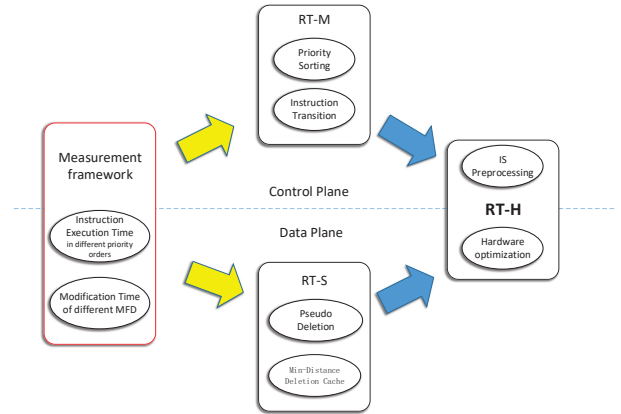 RT-M
Priority
Sorting
Instruction
Transition
Measurement
framework
Instruction
Execution Time
in different priority
orders
Modification Time
of different MFD
Control Plane
Data Plane
RT-S
Pseudo
Deletion
Min-Distance
Deletion Cache
IS
Preprocessing
RT-H
Hardware
optimization